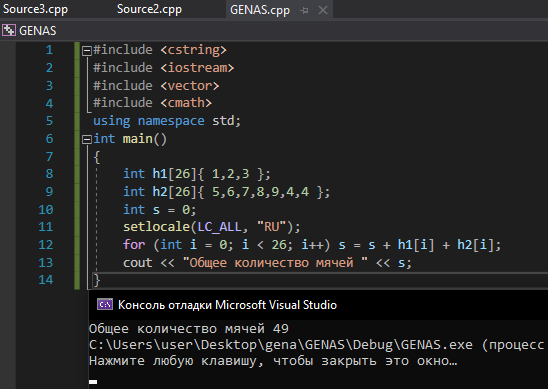 Source3.cpp Source2.cpp GENAS.cpp
GENAS
1 #include <cstring>
2 #include <iostream>
3 #include <vector>
4 #include <cmath>
5 using namespace std;
6 int main()
7 {
8 int h1[26]{ 1,2,3 };
9 int h2[26]{ 5,6,7,8,9,4,4 };
10 int s = 0;
11 setlocale(LC_ALL, "RU");
12 for (int i = 0; i < 26; i++) s = s + h1[i] + h2[i];
13 cout << "Общее количество мячей " << s;
14 }
Консоль отладки Microsoft Visual Studio
Общее количество мячей 49
C:\Users\user\Desktop\gena\GENAS\Debug\GENAS.exe (процесс
Нажмите любую клавишу, чтобы закрыть это окно…